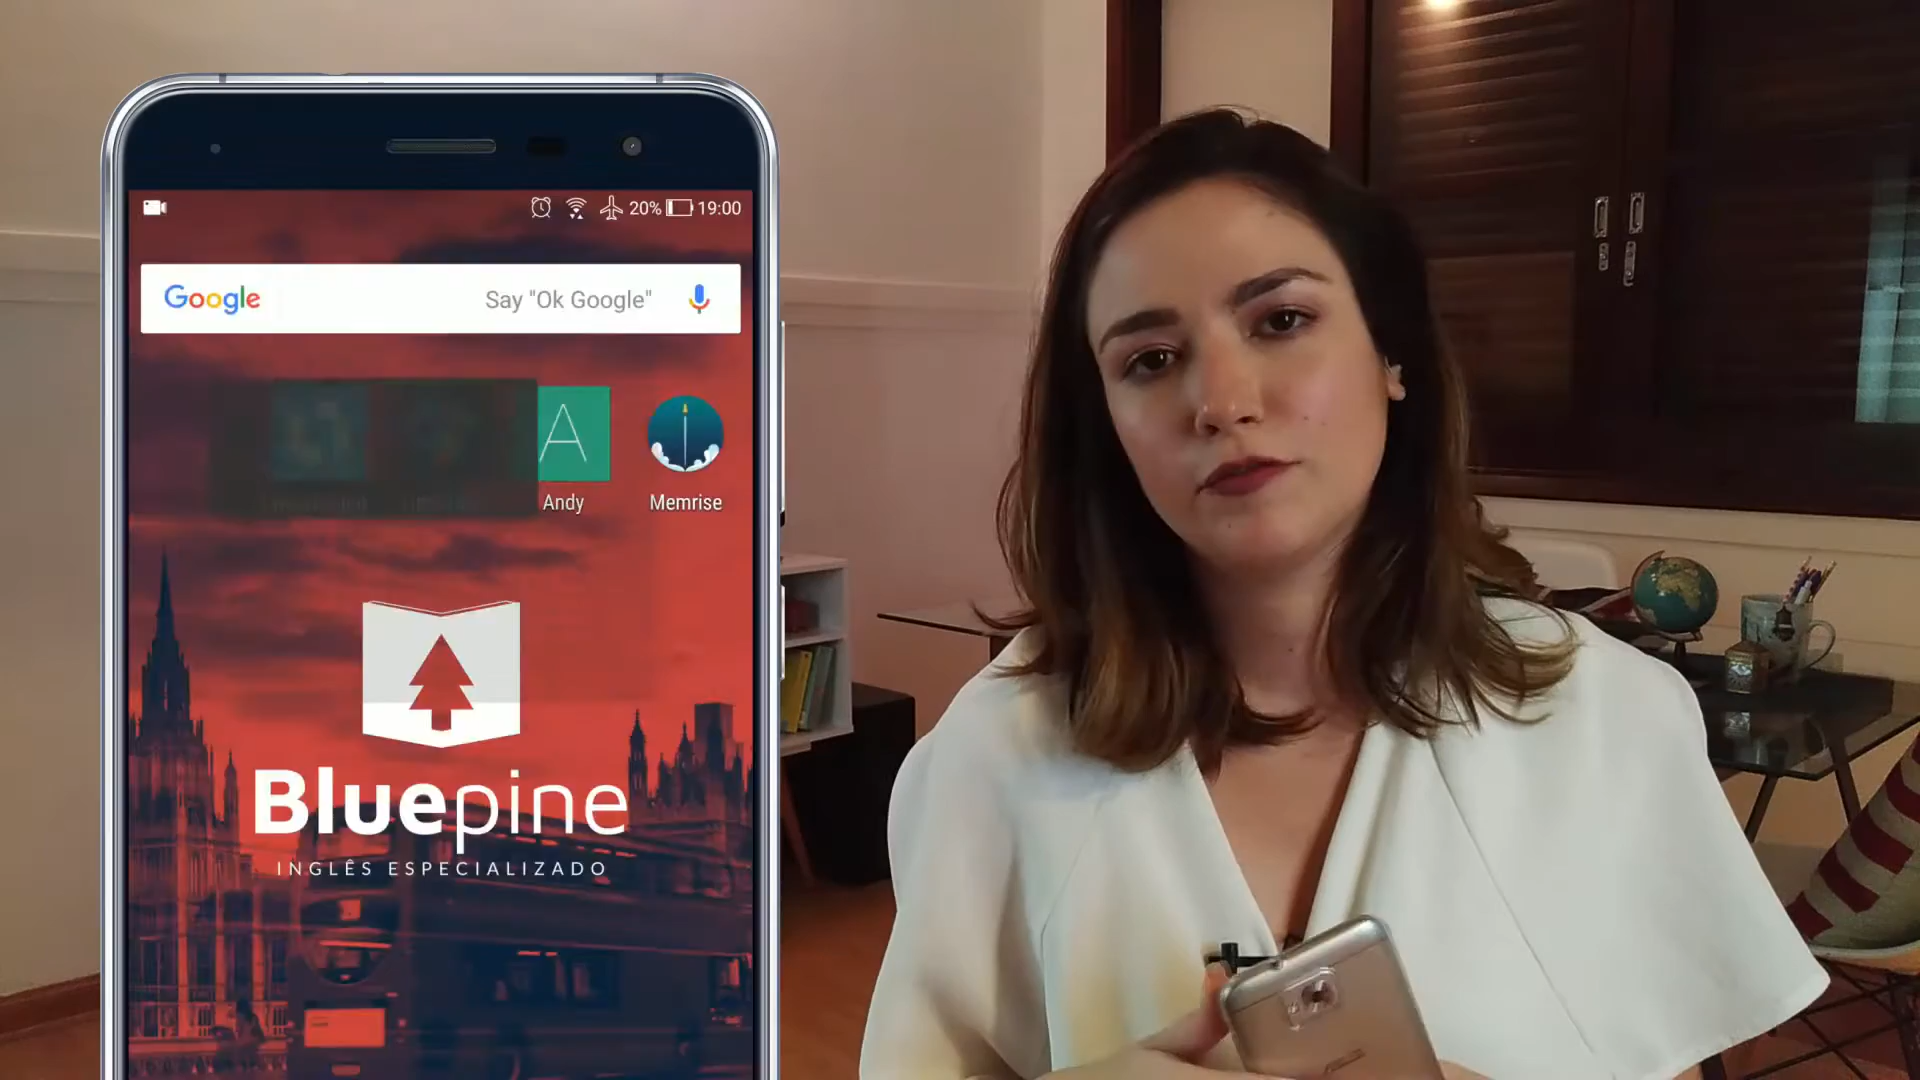 20% 19:00
Google Say "Ok Google"
Andy Memrise
Bluepine
INGLÊS ESPECIALIZADO